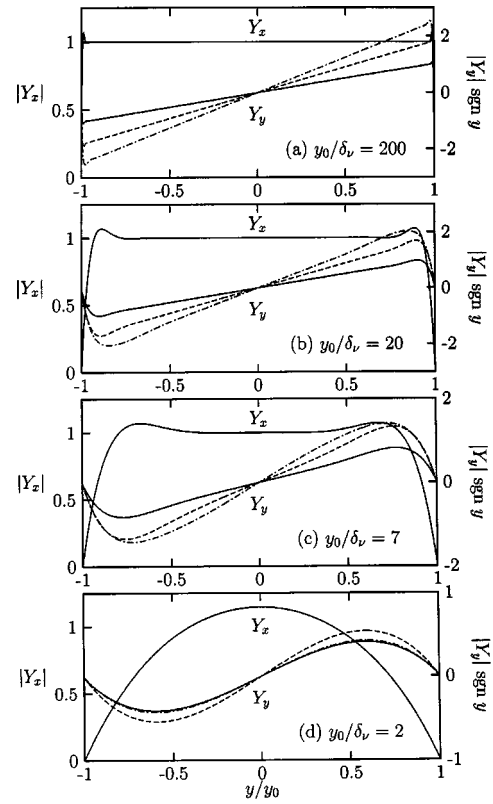 1
0.5
0
|Y_x|
Y_x
Y_y
2
0
-2
|Y_y| sgn y
(a) y_0/δ_ν = 200
-1
-0.5
0
0.5
1
1
0.5
0
|Y_x|
Y_x
Y_y
2
0
-2
|Y_y| sgn y
(b) y_0/δ_ν = 20
-1
-0.5
0
0.5
1
1
0.5
0
|Y_x|
Y_x
Y_y
2
0
-2
|Y_y| sgn y
(c) y_0/δ_ν = 7
-1
-0.5
0
0.5
1
1
0.5
0
|Y_x|
Y_x
Y_y
1
0
-1
|Y_y| sgn y
(d) y_0/δ_ν = 2
-1
-0.5
0
0.5
1
y/y_0